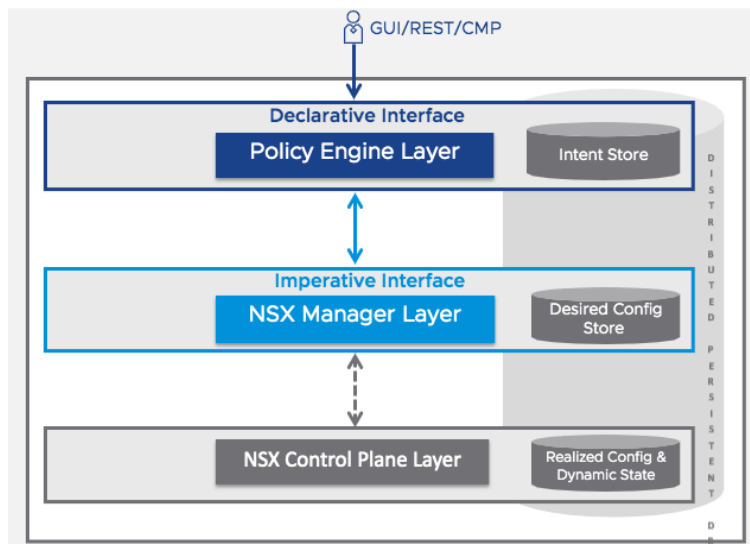 GUI/REST/CMP
Declarative Interface
Policy Engine Layer
Intent Store
Imperative Interface
NSX Manager Layer
Desired Config
Store
NSX Control Plane Layer
Realized Config &
Dynamic State
DISTRIBUTED PERSISTENT DB